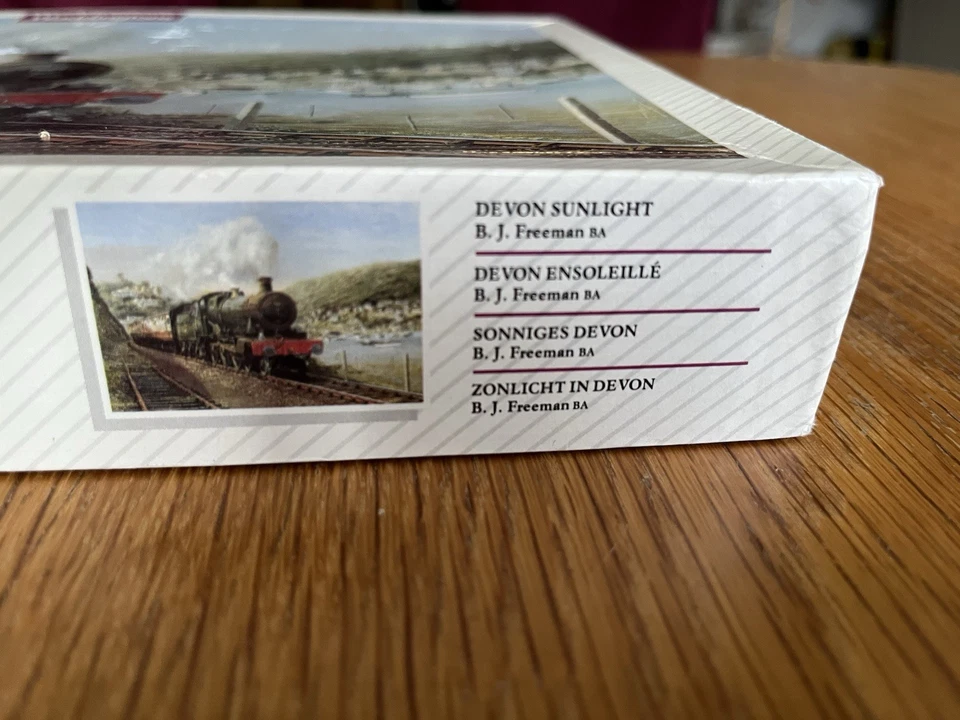 DEVON SUNLIGHT
B. J. Freeman BA
DEVON ENSOLEILLÉ
B. J. Freeman BA
SONNIGES DEVON
B. J. Freeman BA
ZONLICHT IN DEVON
B. J. Freeman BA